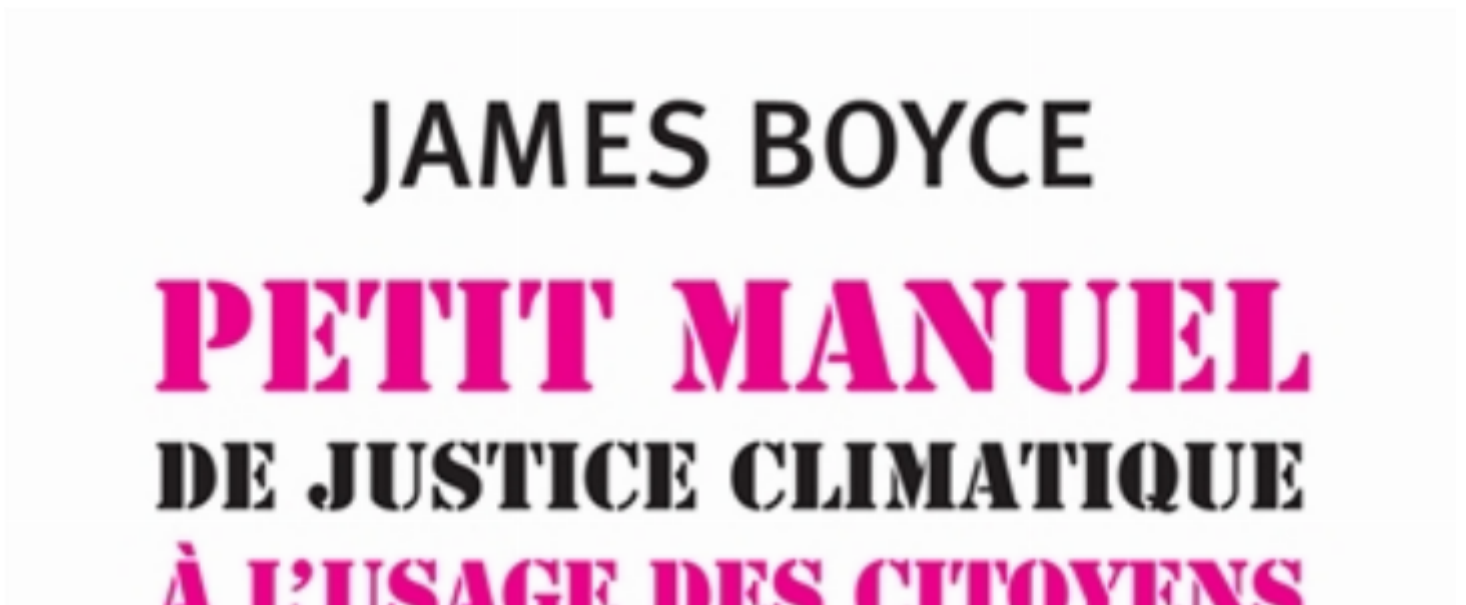 JAMES BOYCE
PETIT MANUEL
DE JUSTICE CLIMATIQUE
À L'USAGE DES CITOYENS